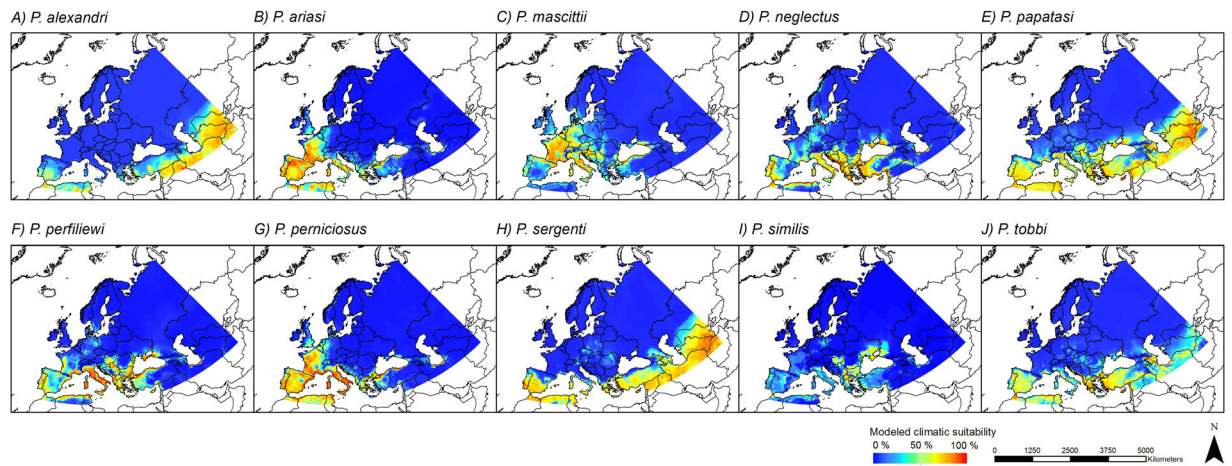 A) P. alexandri
B) P. ariasi
C) P. mascittii
D) P. neglectus
E) P. papatasi
F) P. perfiliewi
G) P. perniciosus
H) P. sergenti
I) P. similis
J) P. tobbi
Modeled climatic suitability
0 % 50 % 100 %
0 1250 2500 3750 5000
Kilometers
N